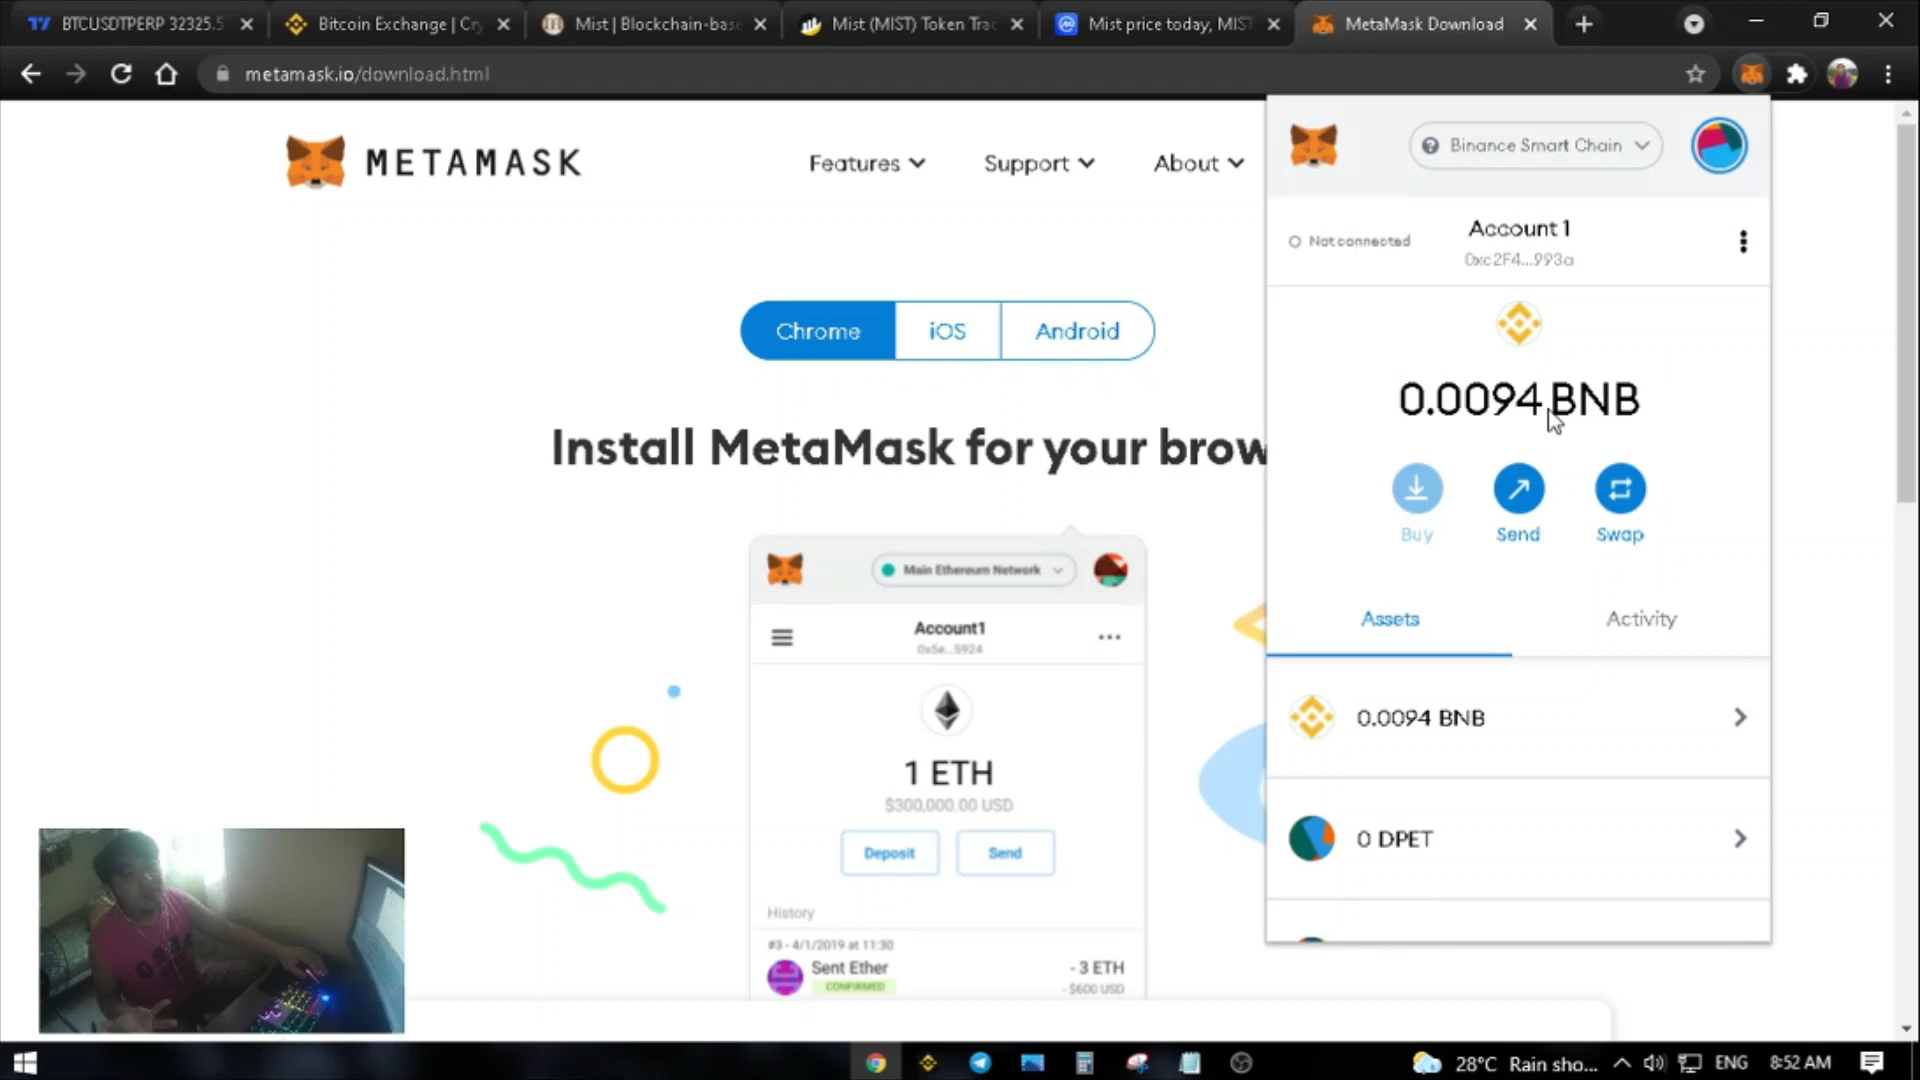 BTCUSDTPERP 32325.5
Bitcoin Exchange | Cry
Mist | Blockchain-base
Mist (MIST) Token Trac
Mist price today, MIST
MetaMask Download
metamask.io/download.html
METAMASK
Features
Support
About
Chrome
iOS
Android
Install MetaMask for your brow
Main Ethereum Network
Account1
0x5e...5924
1 ETH
$300,000.00 USD
Deposit
Send
History
#3 - 4/1/2019 at 11:30
Sent Ether
- 3 ETH
CONFIRMED
- $600 USD
Binance Smart Chain
Not connected
Account 1
0xc2F4...993a
0.0094 BNB
Buy
Send
Swap
Assets
Activity
0.0094 BNB
0 DPET
28°C Rain sho...
ENG
8:52 AM